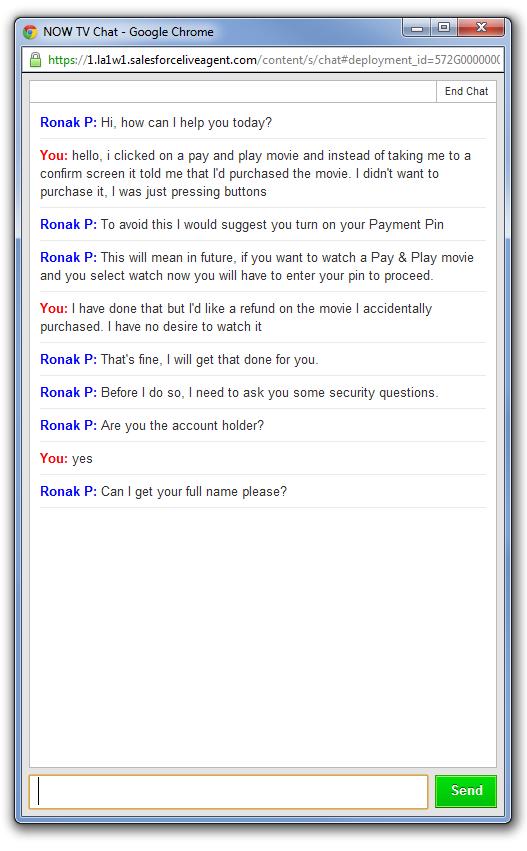 NOW TV Chat - Google Chrome
https://1.la1w1.salesforceliveagent.com/content/s/chat#deployment_id=572G0000000
End Chat
Ronak P: Hi, how can I help you today?
You: hello, i clicked on a pay and play movie and instead of taking me to a
confirm screen it told me that I'd purchased the movie. I didn't want to
purchase it, I was just pressing buttons
Ronak P: To avoid this I would suggest you turn on your Payment Pin
Ronak P: This will mean in future, if you want to watch a Pay & Play movie
and you select watch now you will have to enter your pin to proceed.
You: I have done that but I'd like a refund on the movie I accidentally
purchased. I have no desire to watch it
Ronak P: That's fine, I will get that done for you.
Ronak P: Before I do so, I need to ask you some security questions.
Ronak P: Are you the account holder?
You: yes
Ronak P: Can I get your full name please?
Send